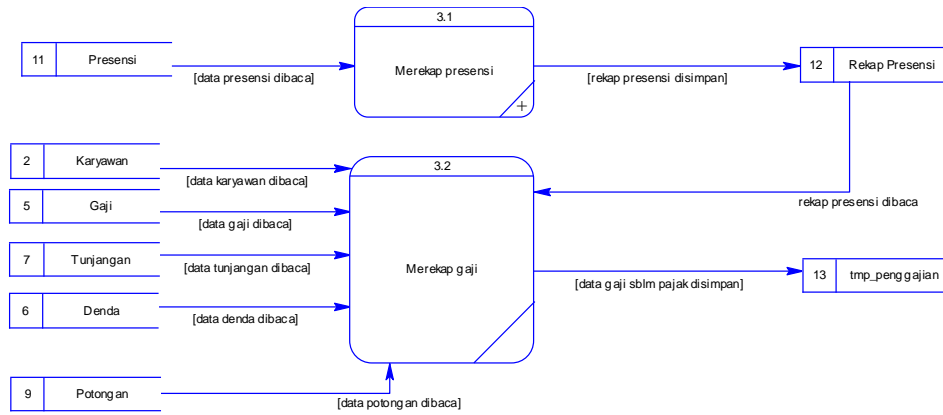 3.1
11 Presensi
Merekap presensi
12 Rekap Presensi
[data presensi dibaca]
[rekap presensi disimpan]
+
2 Karyawan
3.2
[data karyawan dibaca]
5 Gaji
rekap presensi dibaca
[data gaji dibaca]
7 Tunjangan
Merekap gaji
13 tmp_penggajian
[data tunjangan dibaca]
[data gaji sblm pajak disimpan]
6 Denda
[data denda dibaca]
9 Potongan
[data potongan dibaca]